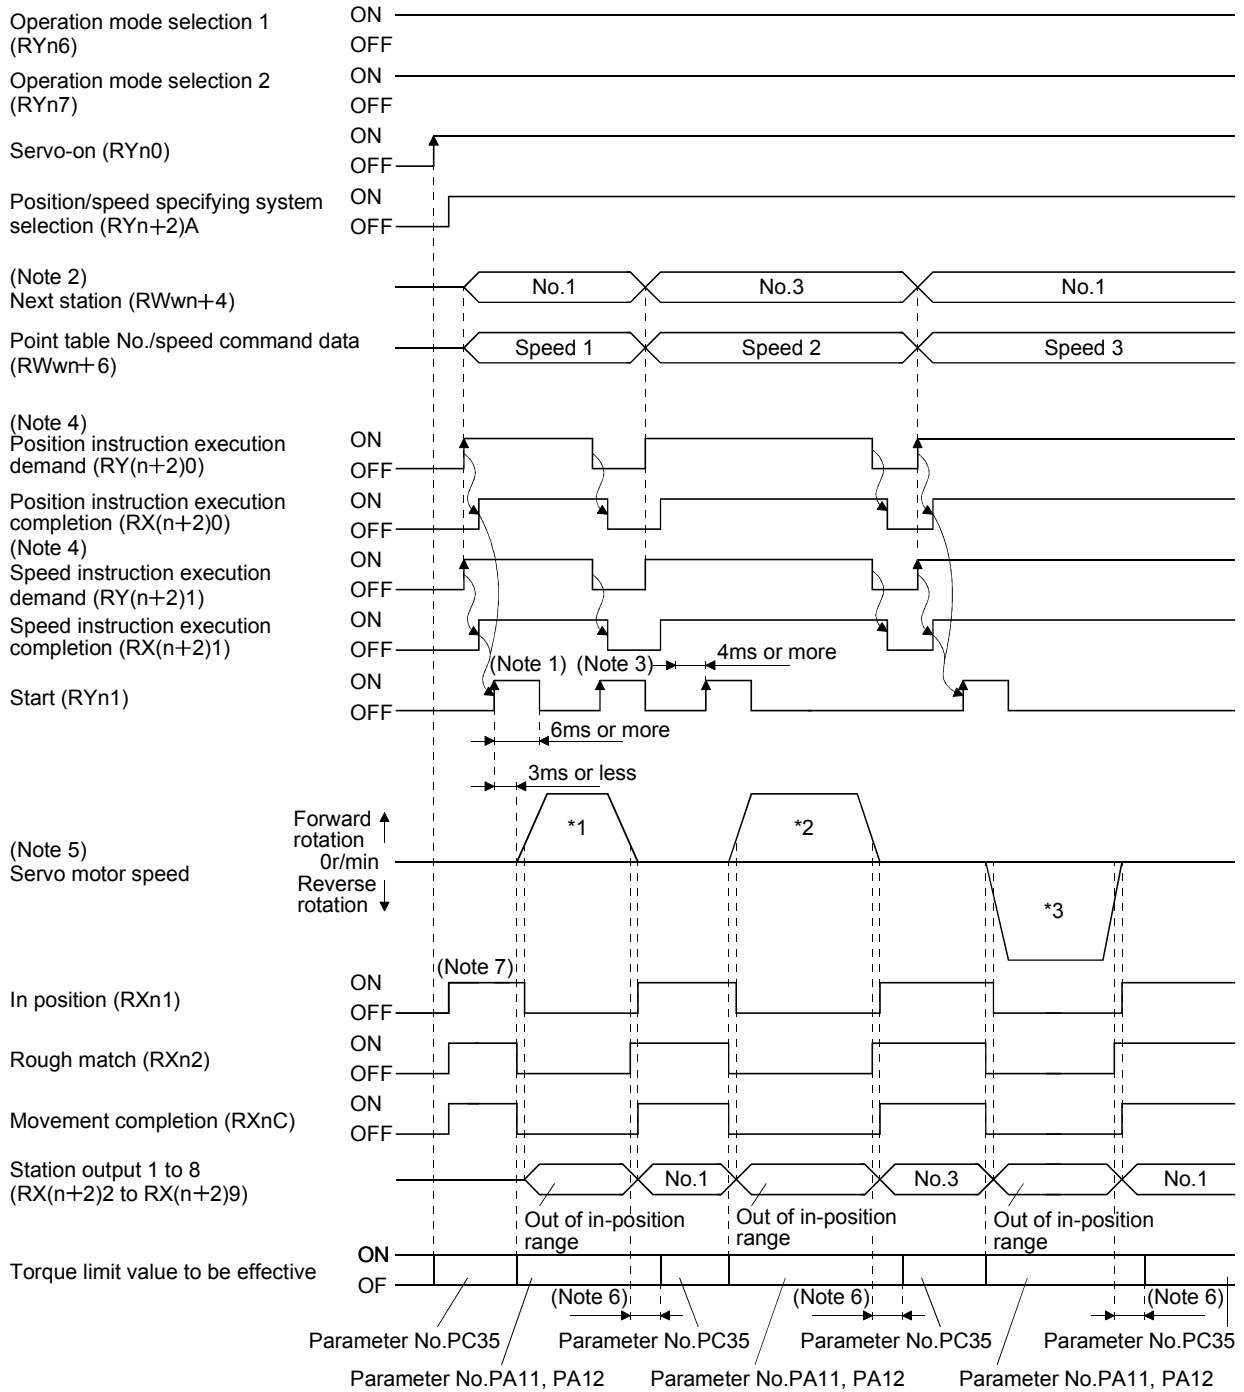 Operation mode selection 1
(RYn6)
ON
OFF
Operation mode selection 2
(RYn7)
ON
OFF
Servo-on (RYn0)
ON
OFF
Position/speed specifying system
selection (RYn+2)A
ON
OFF
(Note 2)
Next station (RWwn+4)
No.1
No.3
No.1
Point table No./speed command data
(RWwn+6)
Speed 1
Speed 2
Speed 3
(Note 4)
Position instruction execution
demand (RY(n+2)0)
ON
OFF
Position instruction execution
completion (RX(n+2)0)
ON
OFF
(Note 4)
Speed instruction execution
demand (RY(n+2)1)
ON
OFF
Speed instruction execution
completion (RX(n+2)1)
ON
OFF
(Note 1)
(Note 3)
4ms or more
Start (RYn1)
ON
OFF
6ms or more
3ms or less
(Note 5)
Servo motor speed
Forward
rotation
0r/min
Reverse
rotation
*1
*2
*3
(Note 7)
In position (RXn1)
ON
OFF
Rough match (RXn2)
ON
OFF
Movement completion (RXnC)
ON
OFF
Station output 1 to 8
(RX(n+2)2 to RX(n+2)9)
No.1
No.3
No.1
Out of in-position
range
Out of in-position
range
Out of in-position
range
Torque limit value to be effective
ON
OF
(Note 6)
(Note 6)
(Note 6)
Parameter No.PC35
Parameter No.PC35
Parameter No.PC35
Parameter No.PC35
Parameter No.PA11, PA12
Parameter No.PA11, PA12
Parameter No.PA11, PA12